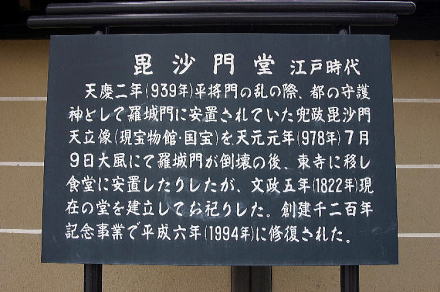 毘沙門堂 江戸時代
天慶二年(939年)平将門の乱の際、都の守護
神として羅城門に安置されていた兜跋毘沙門
天立像(現宝物館・国宝)を天元元年(978年)7月
9日大風にて羅城門が倒壊の後、東寺に移し
食堂に安置したりしたが、文政五年(1822年)現
在の堂を建立してお祀りした。創建千二百年
記念事業で平成六年(1994年)に修復された。